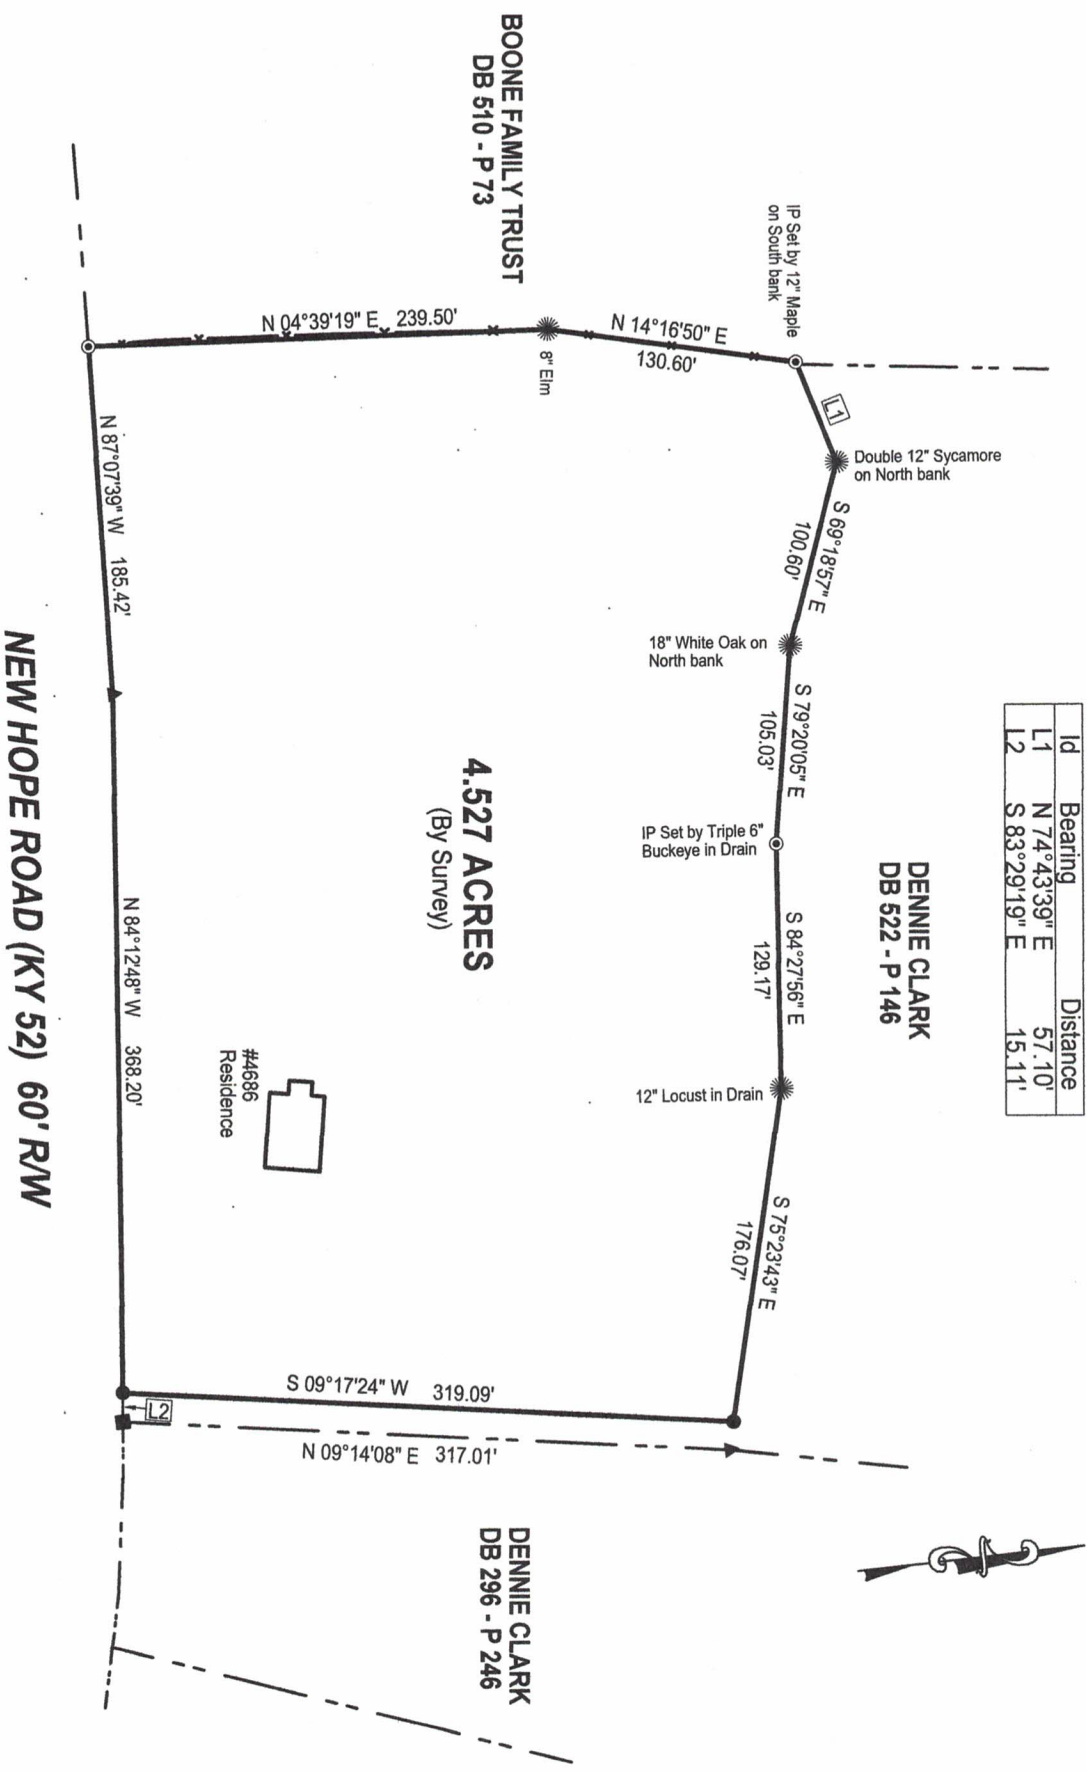 Id Bearing Distance
L1 N 74°43'39" E 57.10'
L2 S 83°29'19" E 15.11'
BOONE FAMILY TRUST
DB 510 - P 73
IP Set by 12" Maple
on South bank
N 14°16'50" E
130.60'
8" Elm
N 04°39'19" E 239.50'
L1
Double 12" Sycamore
on North bank
S 69°18'57" E
100.60'
18" White Oak on
North bank
S 79°20'05" E
105.03'
IP Set by Triple 6"
Buckeye in Drain
DENNIE CLARK
DB 522 - P 146
S 84°27'56" E
129.17'
12" Locust in Drain
S 75°23'43" E
176.07'
4.527 ACRES
(By Survey)
#4686
Residence
S 09°17'24" W 319.09'
L2
N 09°14'08" E 317.01'
DENNIE CLARK
DB 296 - P 246
N 87°07'39" W 185.42'
N 84°12'48" W 368.20'
NEW HOPE ROAD (KY 52) 60' R/W